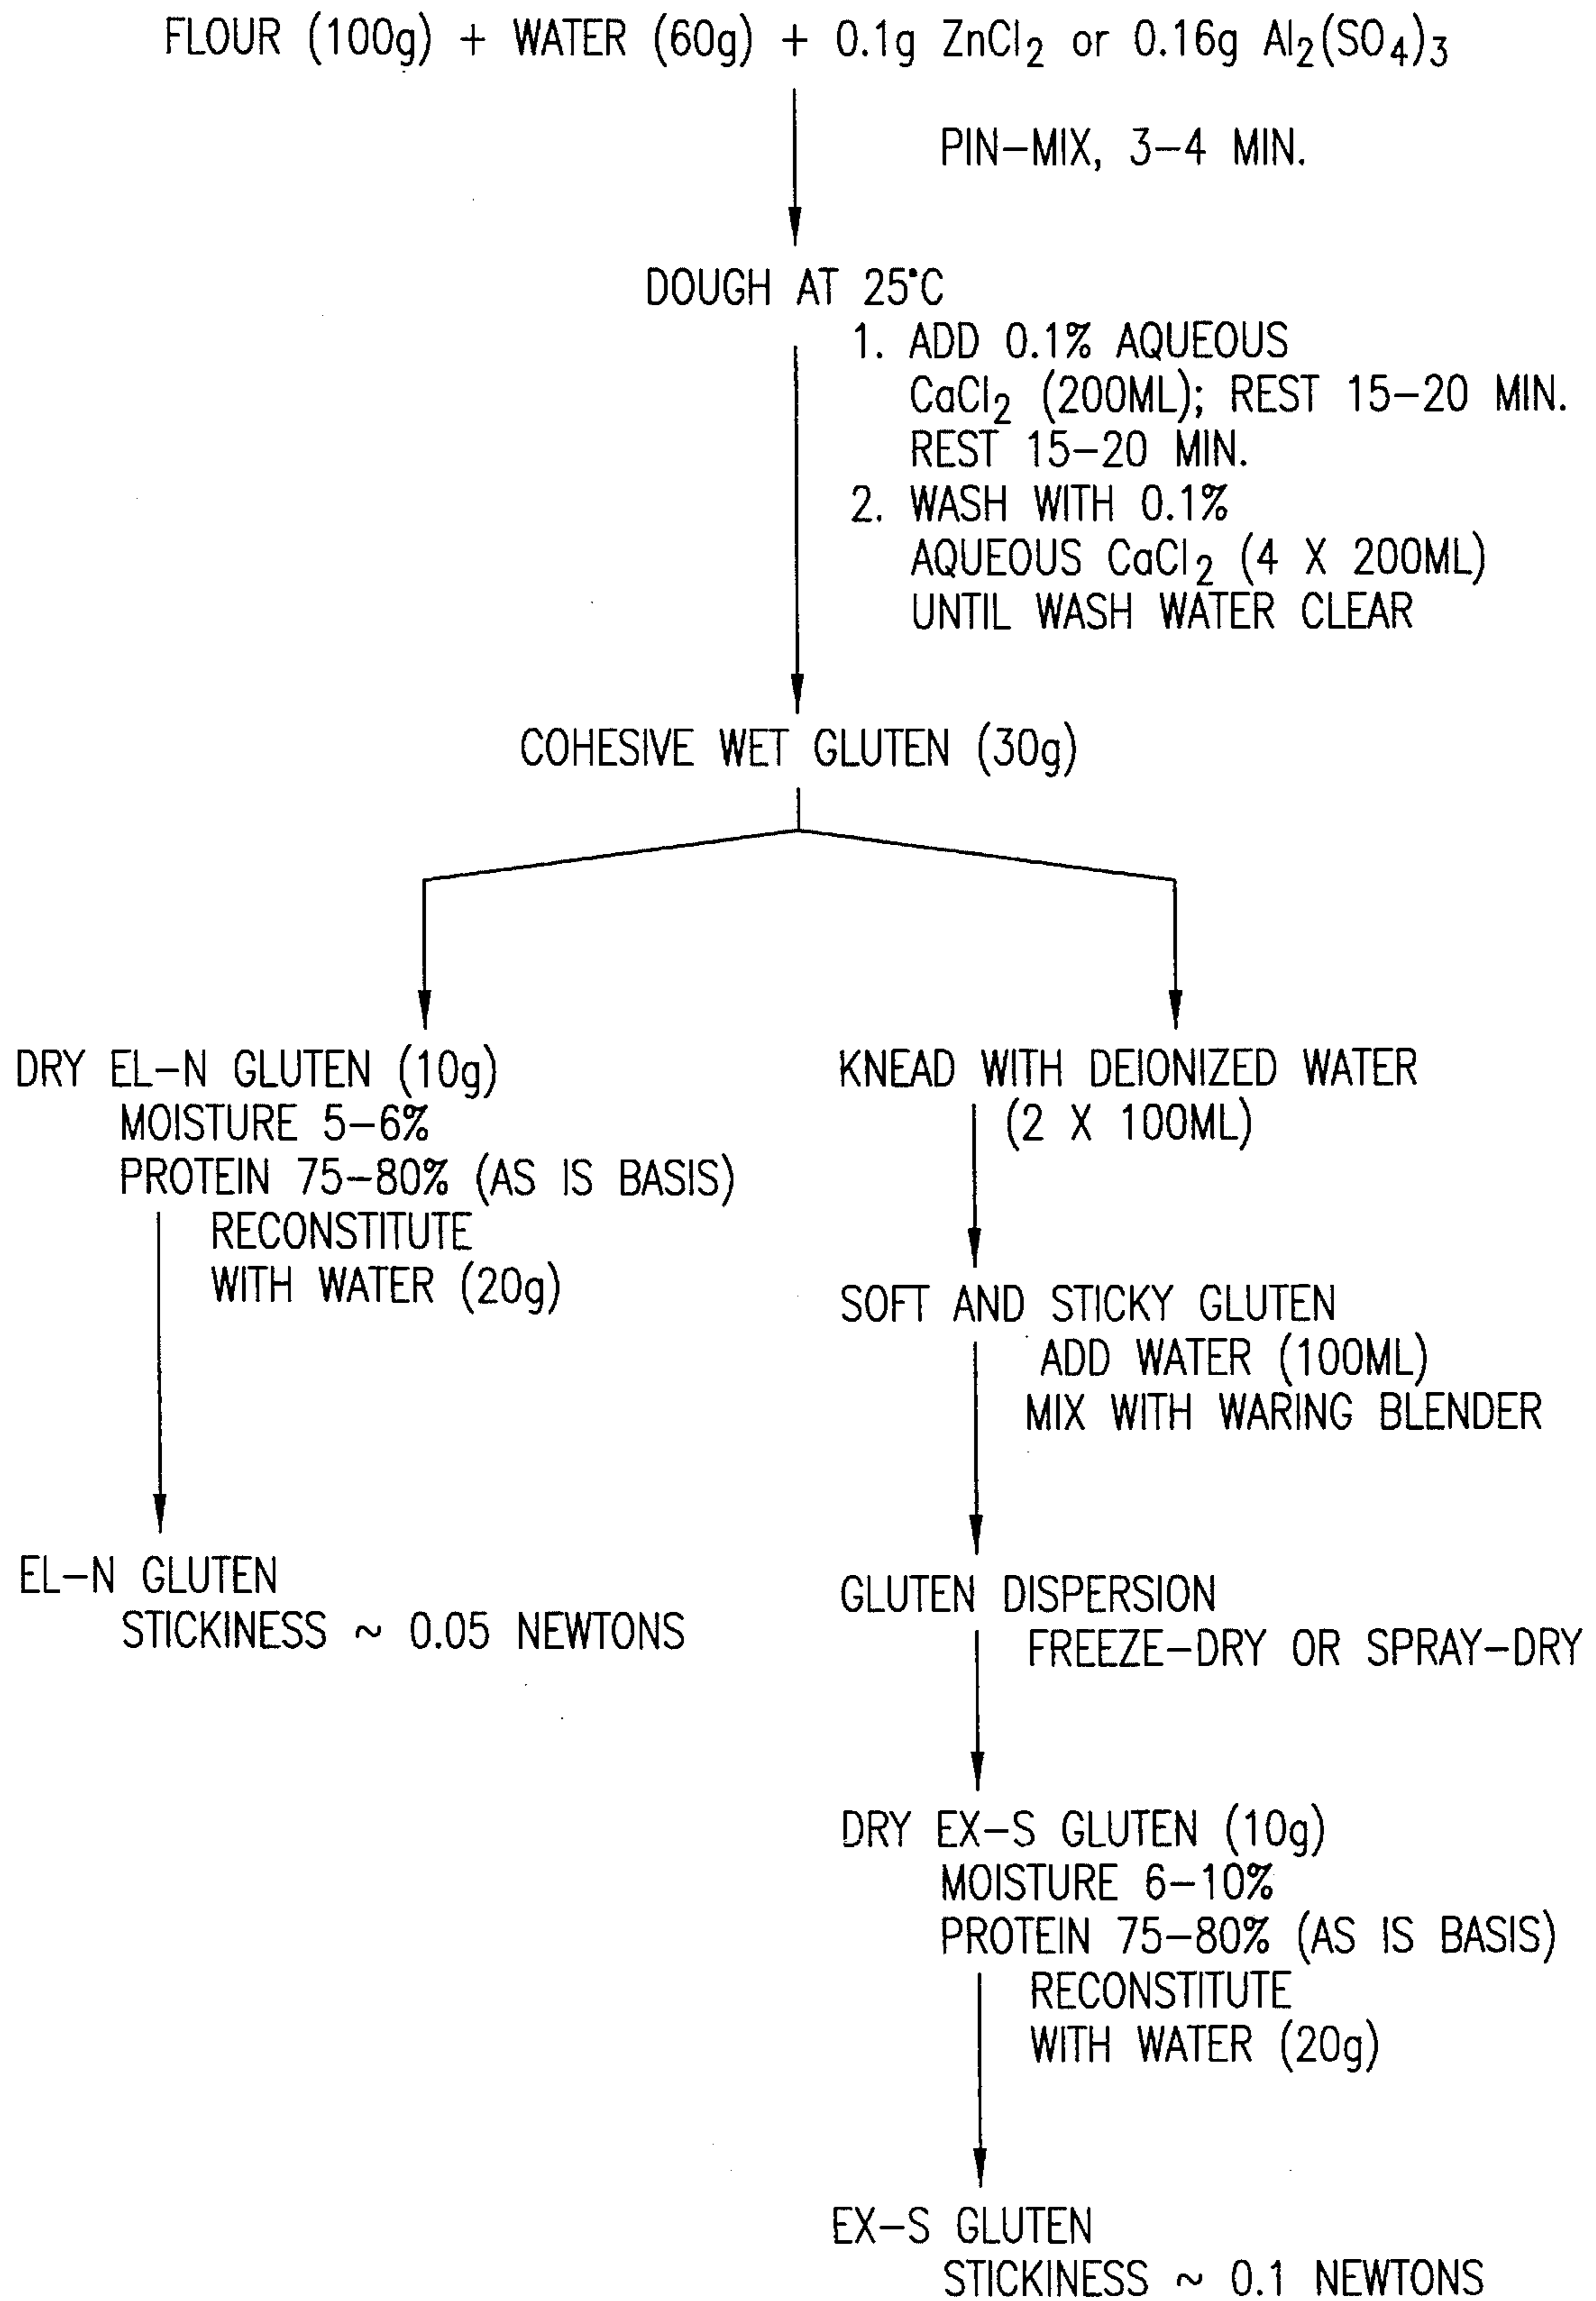 FLOUR (100g) + WATER (60g) + 0.1g ZnCl2 or 0.16g Al2(SO4)3
PIN-MIX, 3-4 MIN.
DOUGH AT 25°C
1. ADD 0.1% AQUEOUS
CaCl2 (200ML); REST 15-20 MIN.
REST 15-20 MIN.
2. WASH WITH 0.1%
AQUEOUS CaCl2 (4 X 200ML)
UNTIL WASH WATER CLEAR
COHESIVE WET GLUTEN (30g)
DRY EL-N GLUTEN (10g)
MOISTURE 5-6%
PROTEIN 75-80% (AS IS BASIS)
RECONSTITUTE
WITH WATER (20g)
EL-N GLUTEN
STICKINESS ~ 0.05 NEWTONS
KNEAD WITH DEIONIZED WATER
(2 X 100ML)
SOFT AND STICKY GLUTEN
ADD WATER (100ML)
MIX WITH WARING BLENDER
GLUTEN DISPERSION
FREEZE-DRY OR SPRAY-DRY
DRY EX-S GLUTEN (10g)
MOISTURE 6-10%
PROTEIN 75-80% (AS IS BASIS)
RECONSTITUTE
WITH WATER (20g)
EX-S GLUTEN
STICKINESS ~ 0.1 NEWTONS